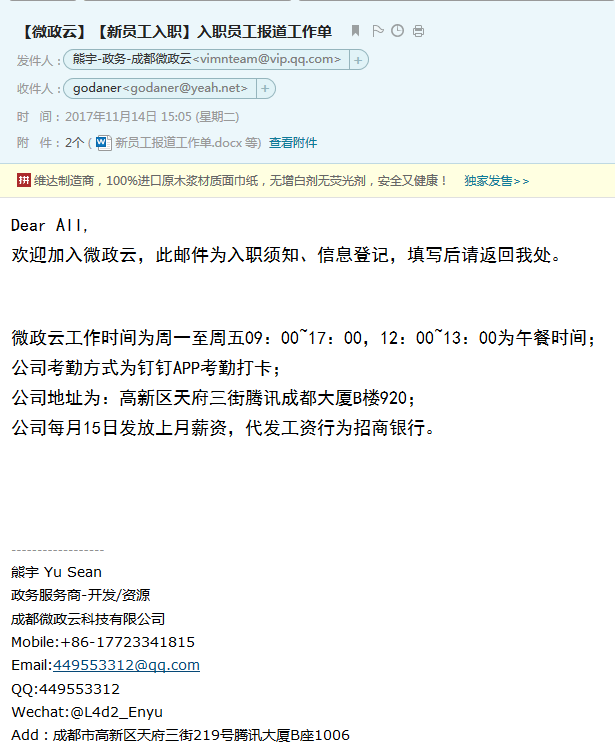 【微政云】【新员工入职】入职员工报道工作单
发件人：熊宇-政务-成都微政云<vimnteam@vip.qq.com> +
收件人：godaner<godaner@yeah.net> +
时 间：2017年11月14日 15:05 (星期二)
附 件：2个 ( 新员工报道工作单.docx 等) 查看附件
拼 维达制造商，100%进口原木浆材质面巾纸，无增白剂无荧光剂，安全又健康！ 独家发售>>
Dear All,
欢迎加入微政云，此邮件为入职须知、信息登记，填写后请返回我处。
微政云工作时间为周一至周五09：00~17：00，12：00~13：00为午餐时间；
公司考勤方式为钉钉APP考勤打卡；
公司地址为：高新区天府三街腾讯成都大厦B楼920；
公司每月15日发放上月薪资，代发工资行为招商银行。
------------------
熊宇 Yu Sean
政务服务商-开发/资源
成都微政云科技有限公司
Mobile:+86-17723341815
Email:449553312@qq.com
QQ:449553312
Wechat:@L4d2_Enyu
Add：成都市高新区天府三街219号腾讯大厦B座1006